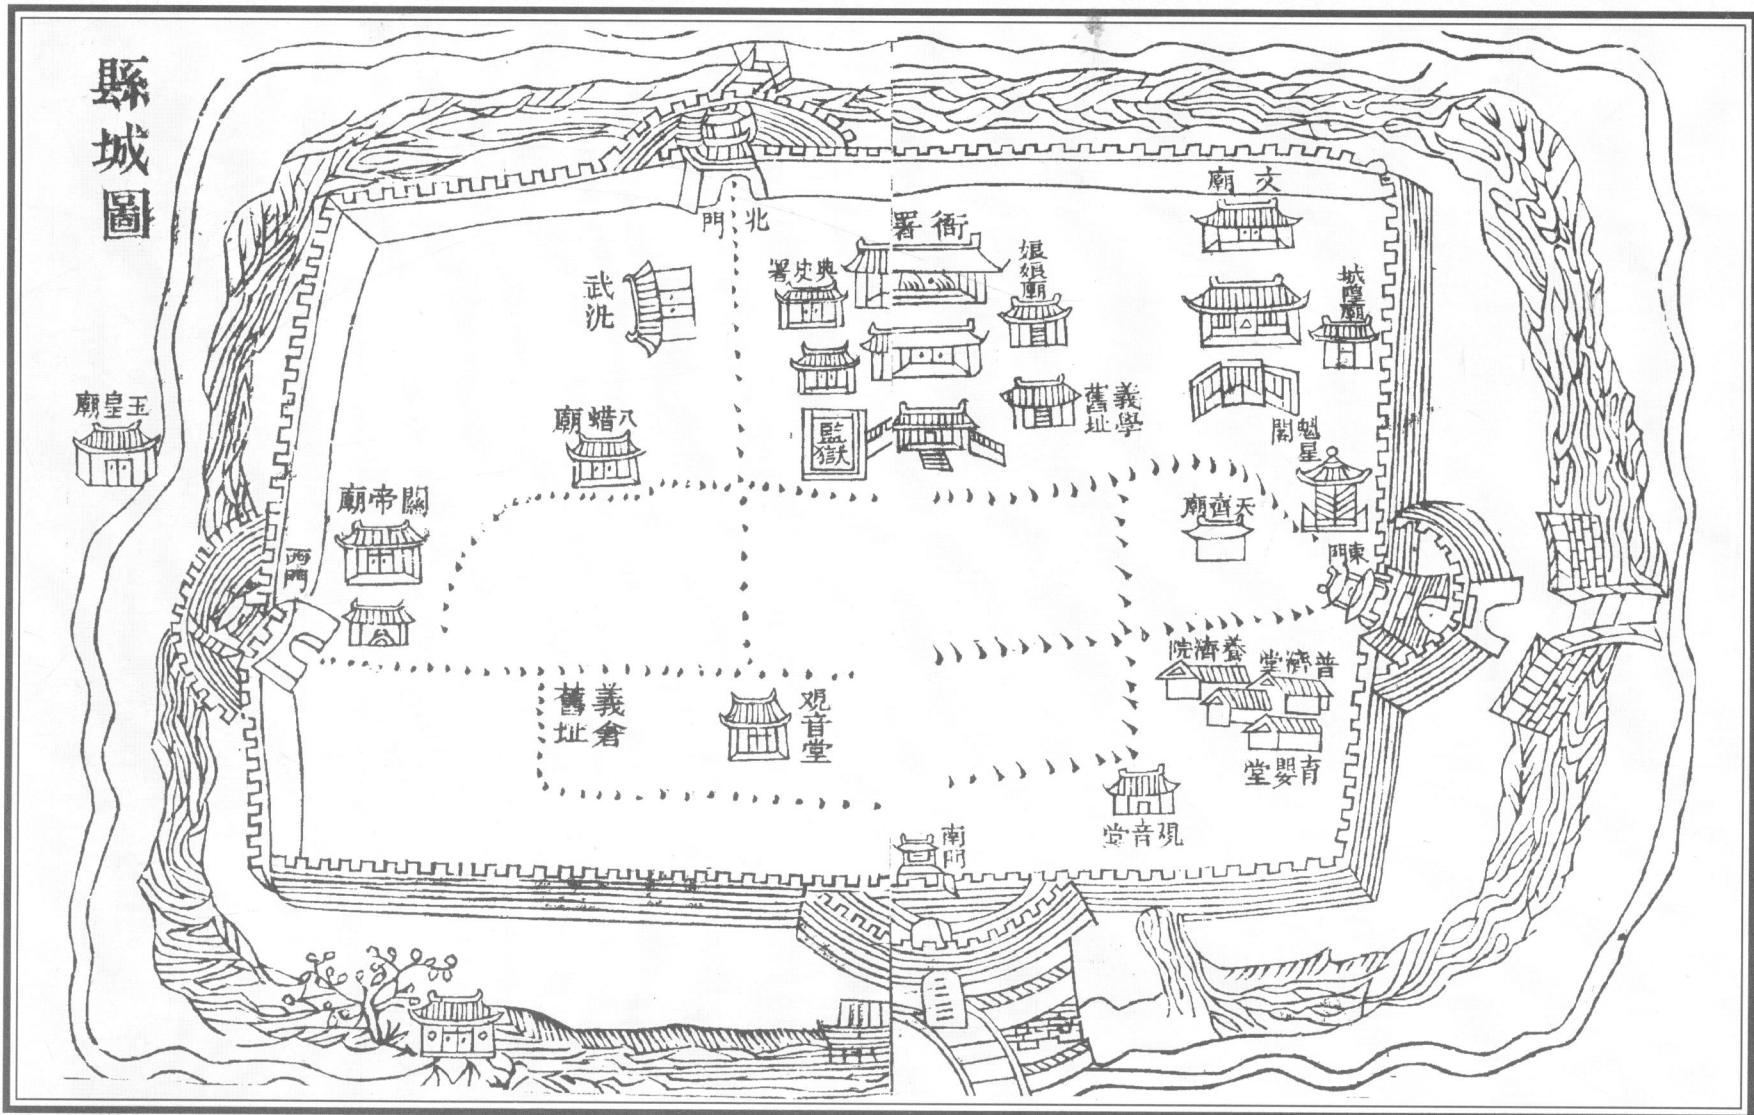 縣城圖
北門
文廟
衙署
娘娘廟
城隍廟
典史署
武汛
義學舊址
玉皇廟
八蜡廟
監獄
魁星閣
關帝廟
天齊廟
西門
東門
養濟院
普濟堂
義倉舊址
观音堂
育嬰堂
观音堂
南門